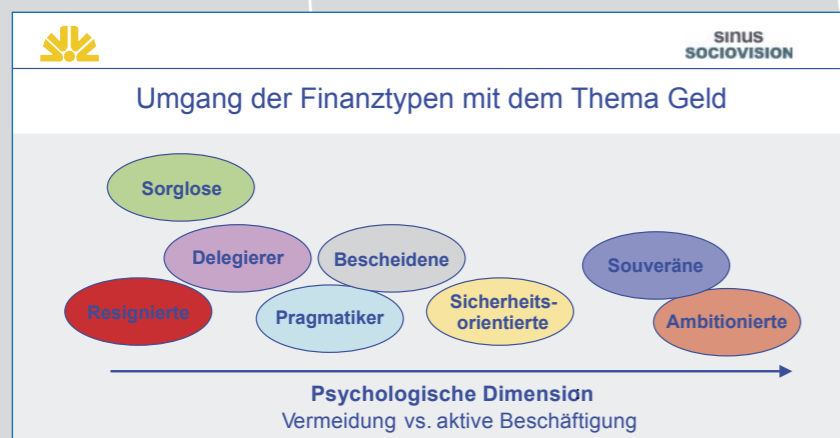 sinus
SOCIOVISION
Umgang der Finanztypen mit dem Thema Geld
Sorglose
Delegierer
Bescheidene
Souveräne
Resignierte
Pragmatiker
Sicherheits-
orientierte
Ambitionierte
Psychologische Dimension
Vermeidung vs. aktive Beschäftigung